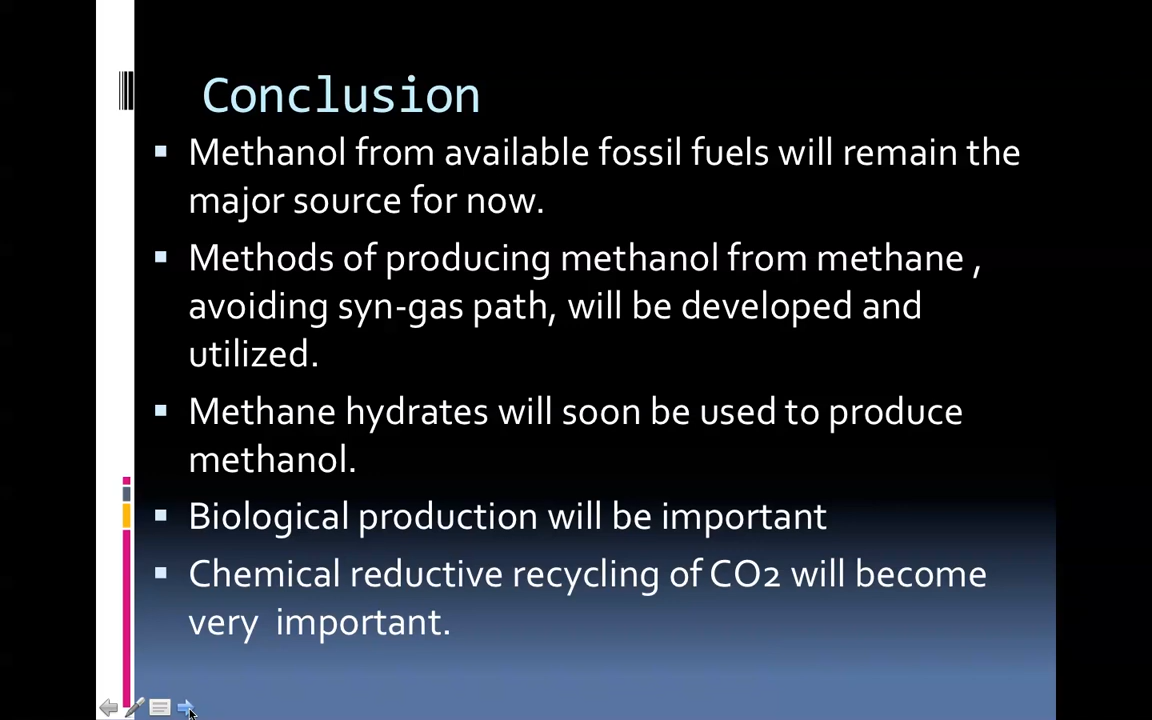 Conclusion
Methanol from available fossil fuels will remain the
major source for now.
Methods of producing methanol from methane ,
avoiding syn-gas path, will be developed and
utilized.
Methane hydrates will soon be used to produce
methanol.
Biological production will be important
Chemical reductive recycling of CO2 will become
very  important.